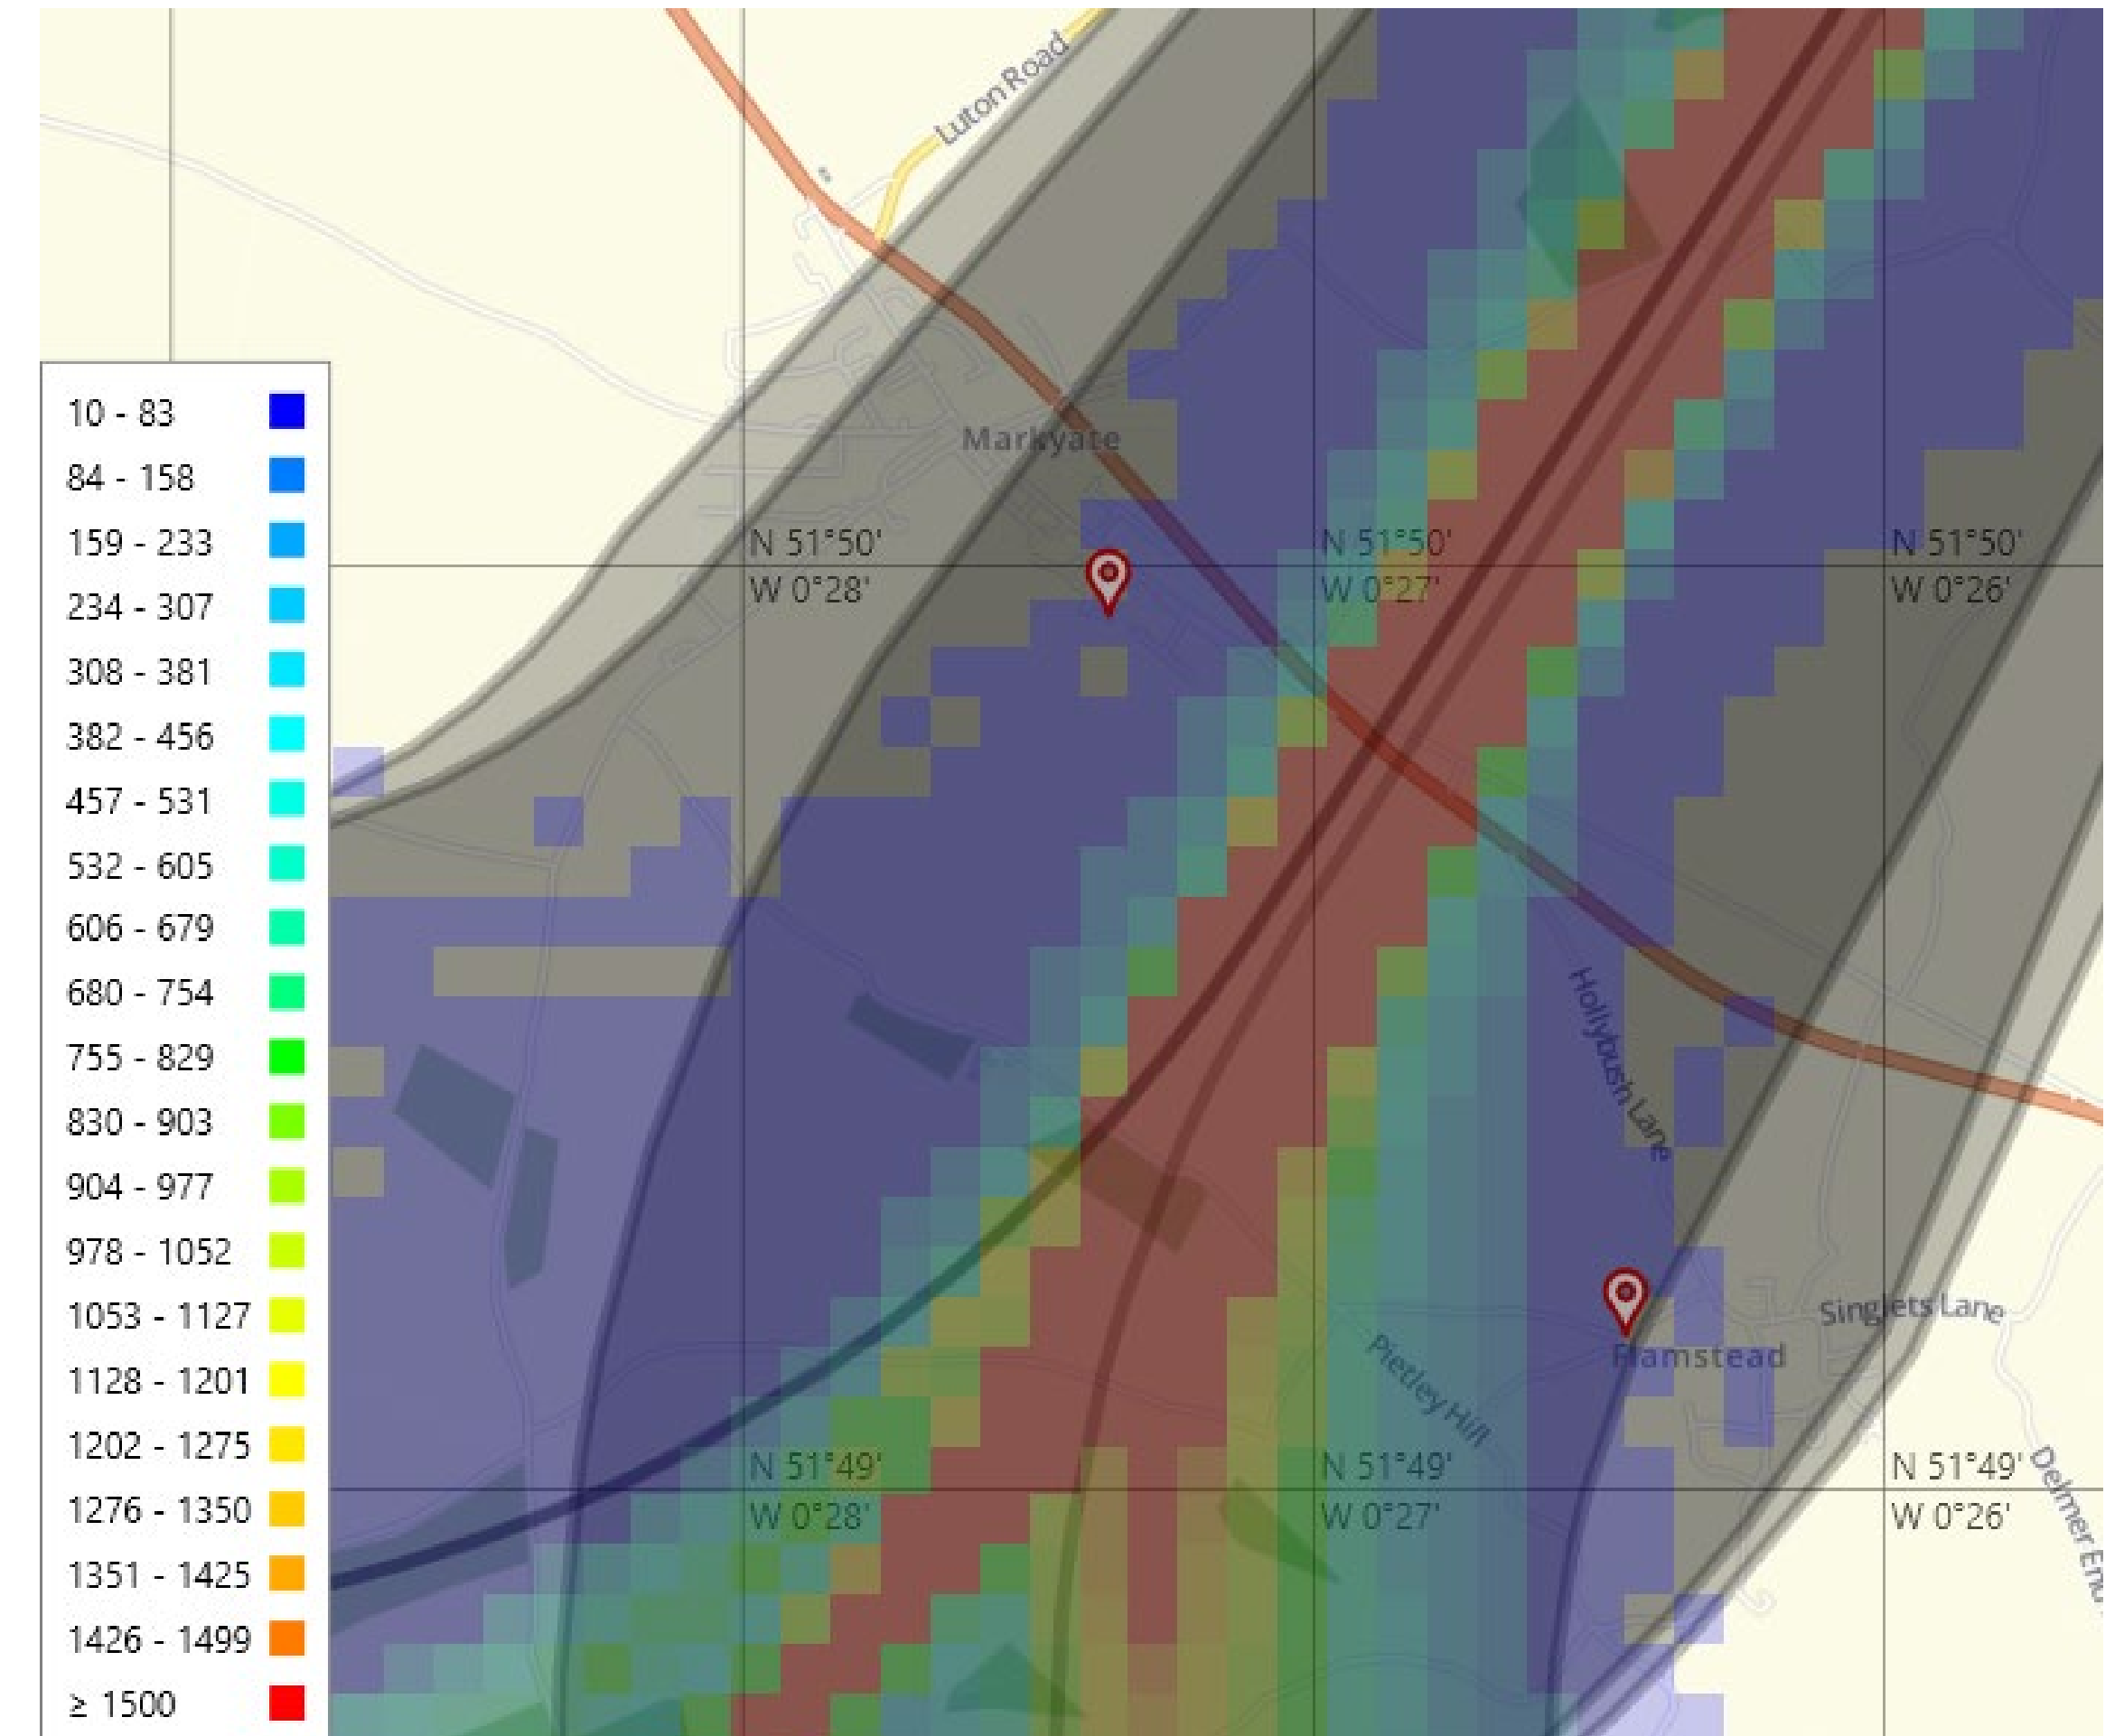 Luton Road
10 - 83
84 - 158
159 - 233
234 - 307
308 - 381
382 - 456
457 - 531
532 - 605
606 - 679
680 - 754
755 - 829
830 - 903
904 - 977
978 - 1052
1053 - 1127
1128 - 1201
1202 - 1275
1276 - 1350
1351 - 1425
1426 - 1499
≥ 1500
Markyate
N 51°50'
W 0°28'
N 51°50'
W 0°27'
N 51°50'
W 0°26'
Hollybush Lane
Singlets Lane
Flamstead
Pietley Hill
N 51°49'
W 0°28'
N 51°49'
W 0°27'
N 51°49'
W 0°26'
Delmer End